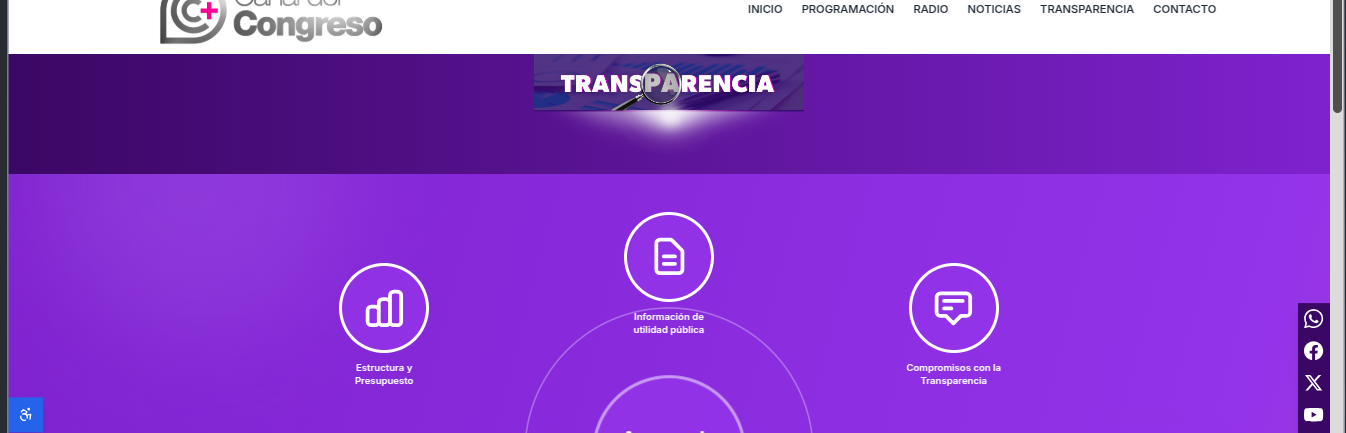 Congreso
INICIO PROGRAMACIÓN RADIO NOTICIAS TRANSPARENCIA CONTACTO
TRANSPARENCIA
Información de
utilidad pública
Estructura y
Presupuesto
Compromisos con la
Transparencia